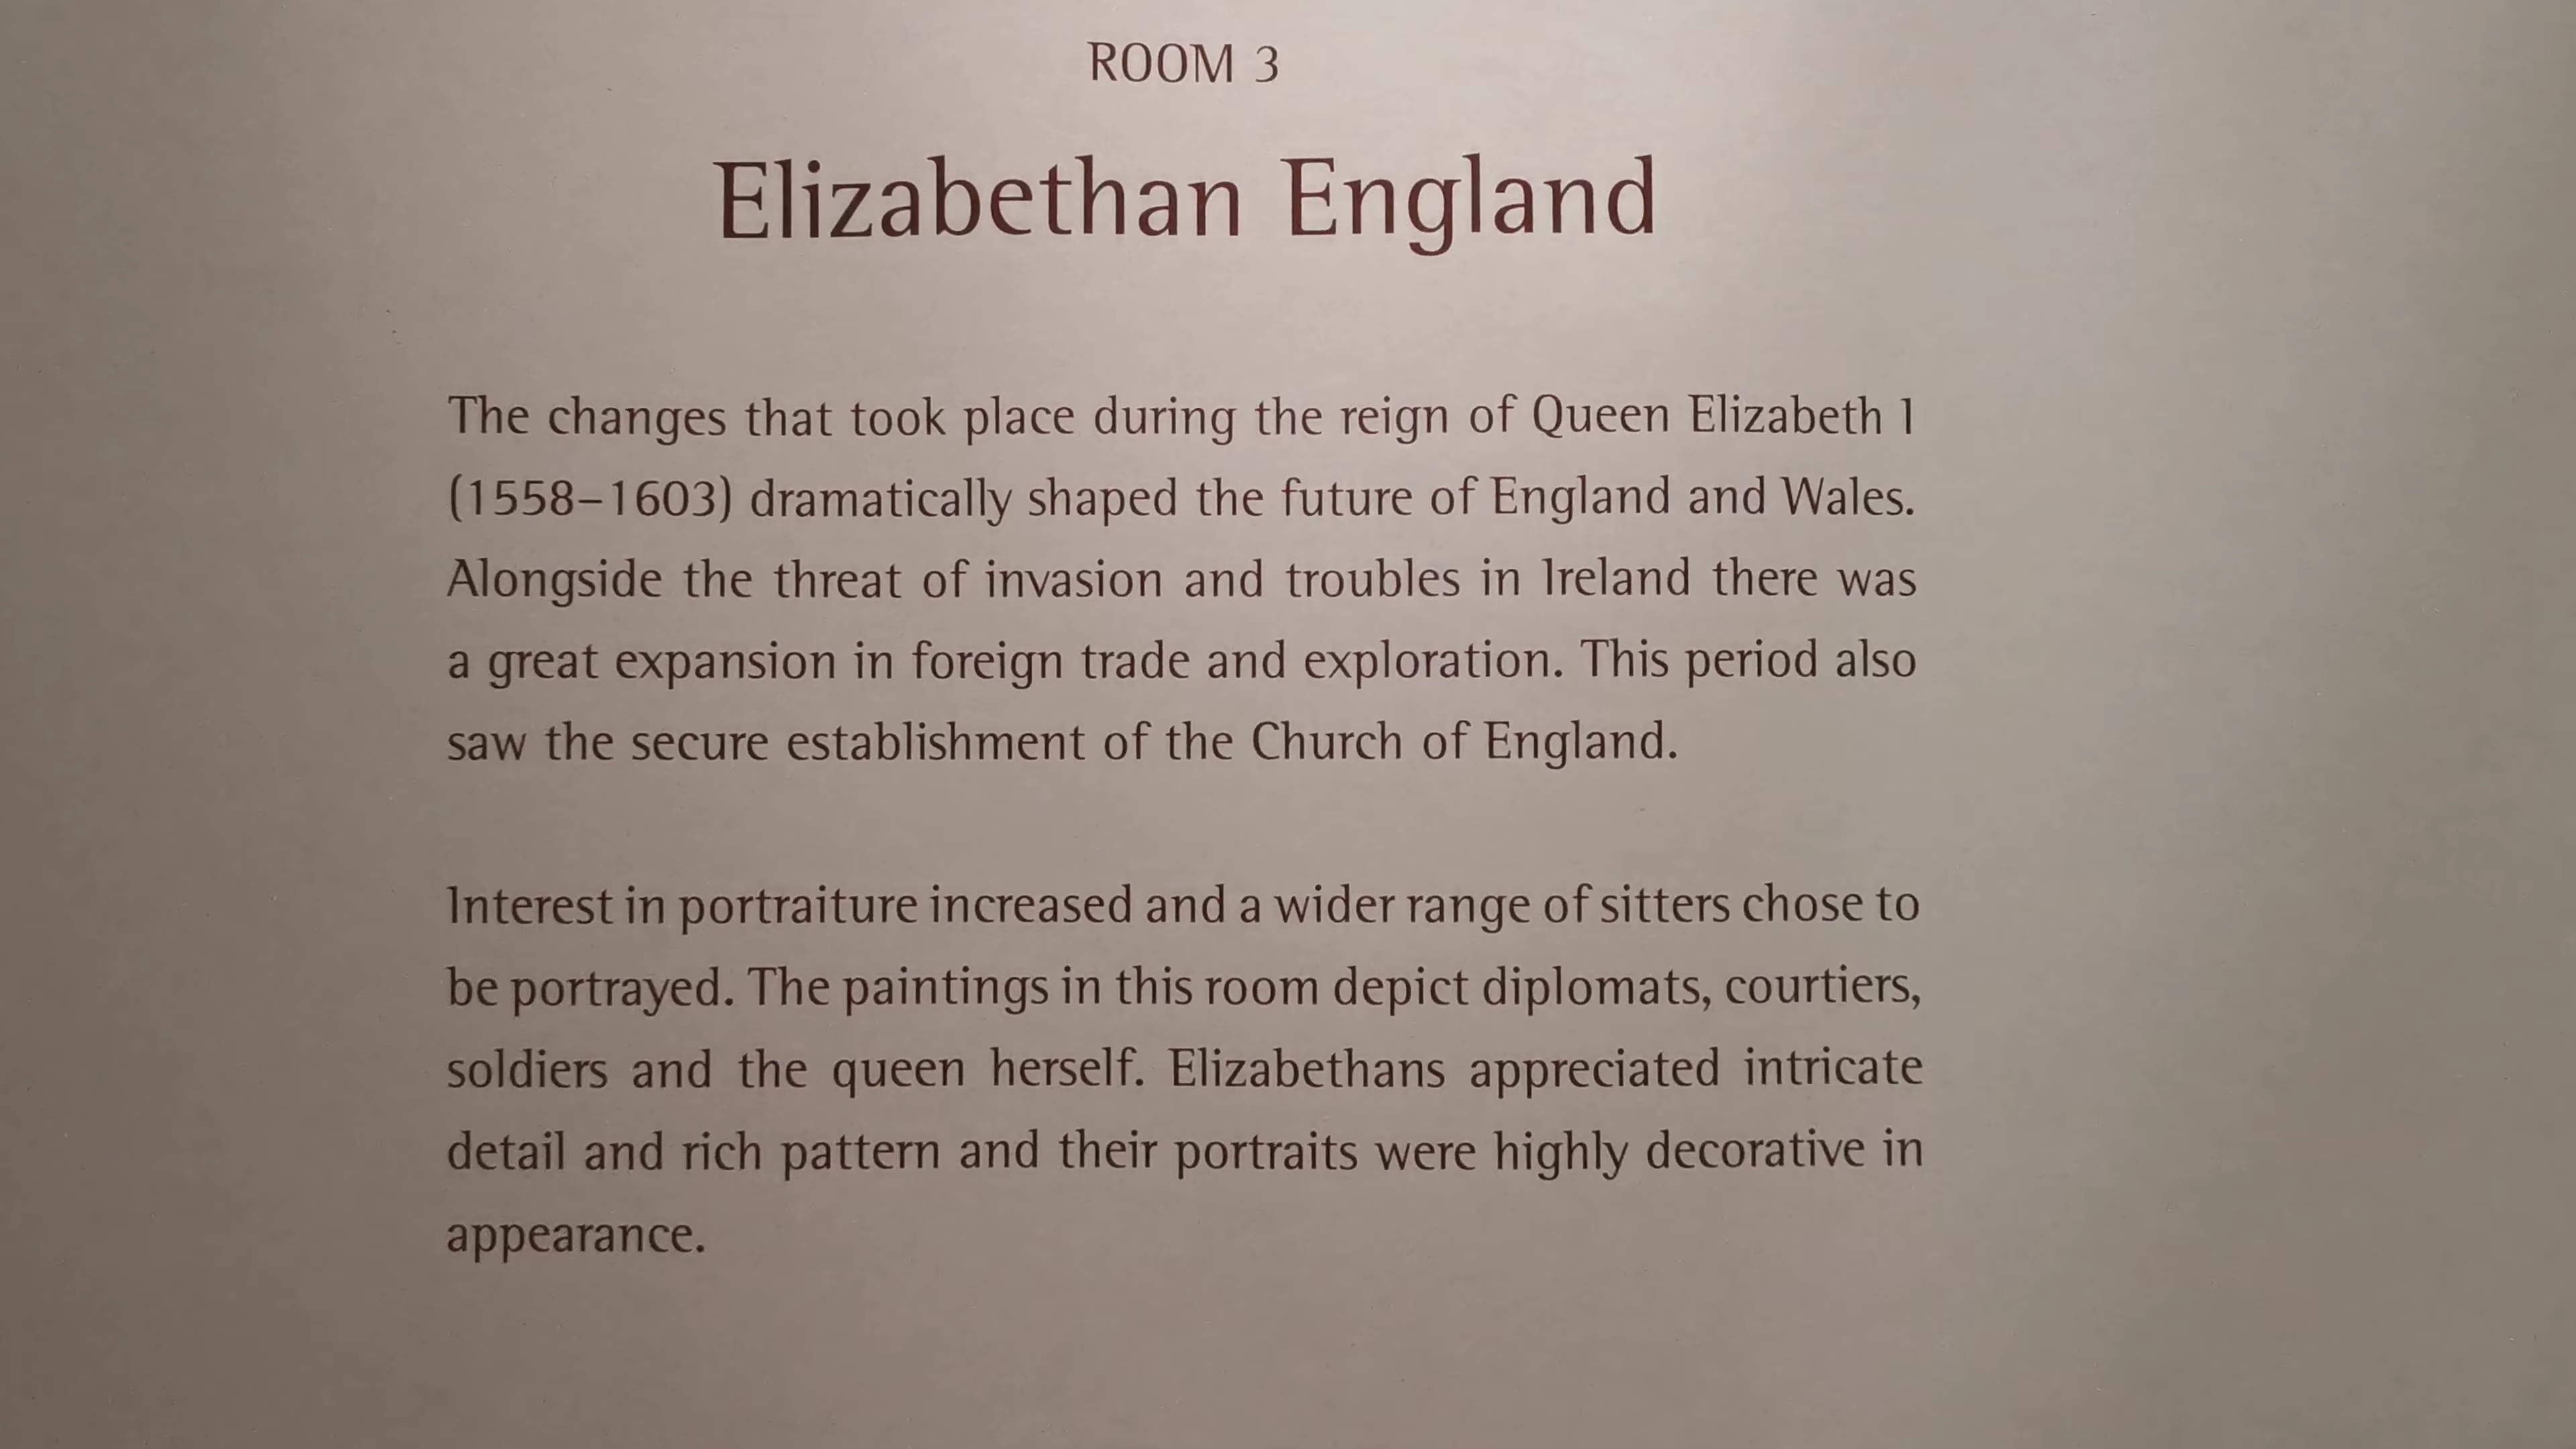 ROOM 3
Elizabethan England
The changes that took place during the reign of Queen Elizabeth I
(1558–1603) dramatically shaped the future of England and Wales.
Alongside the threat of invasion and troubles in Ireland there was
a great expansion in foreign trade and exploration. This period also
saw the secure establishment of the Church of England.
Interest in portraiture increased and a wider range of sitters chose to
be portrayed. The paintings in this room depict diplomats, courtiers,
soldiers and the queen herself. Elizabethans appreciated intricate
detail and rich pattern and their portraits were highly decorative in
appearance.